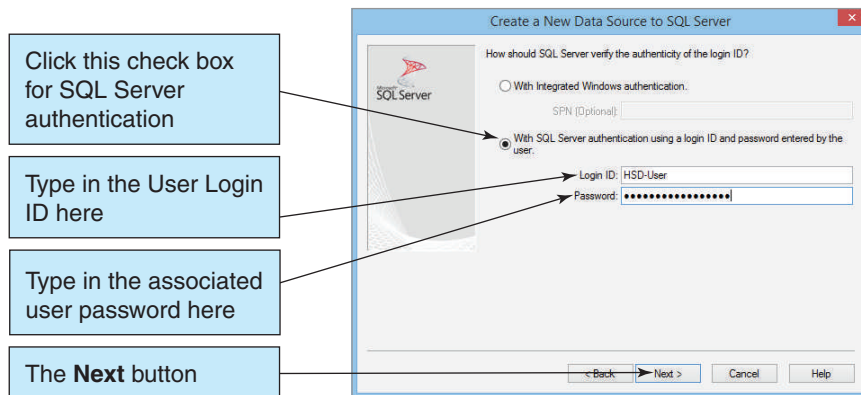 Click this check box
for SQL Server
authentication
Type in the User Login
ID here
Type in the associated
user password here
The Next button
Create a New Data Source to SQL Server
Microsoft
SQL Server
How should SQL Server verify the authenticity of the login ID?
With Integrated Windows authentication.
SPN (Optional):
With SQL Server authentication using a login ID and password entered by the
user.
Login ID: HSD-User
Password: •••••••••••••••••
< Back Next > Cancel Help